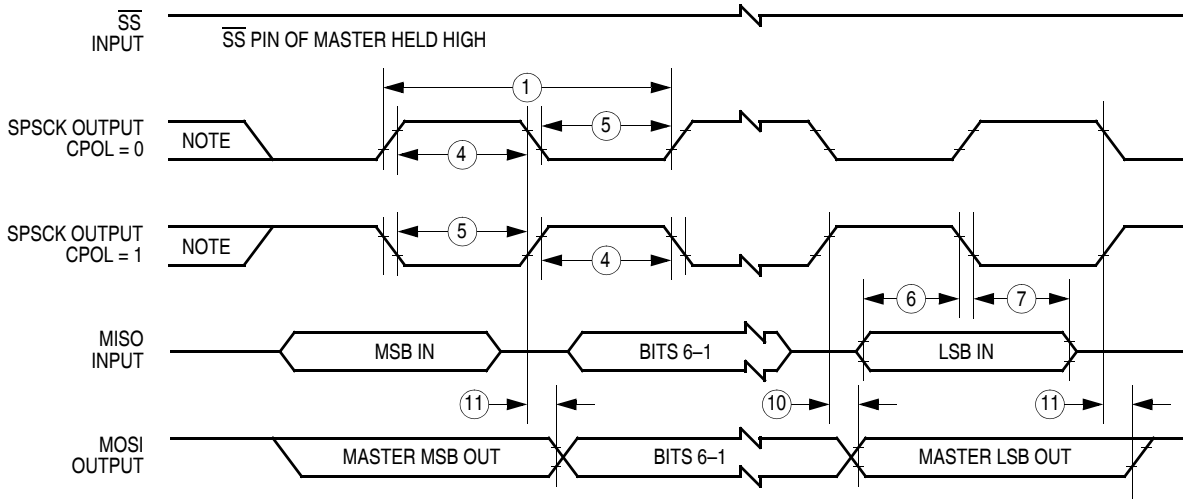 SS
INPUT
SS PIN OF MASTER HELD HIGH
1
SPSCK OUTPUT
CPOL = 0
NOTE
5
4
SPSCK OUTPUT
CPOL = 1
NOTE
5
4
6
7
MISO
INPUT
MSB IN
BITS 6–1
LSB IN
11
10
11
MOSI
OUTPUT
MASTER MSB OUT
BITS 6–1
MASTER LSB OUT